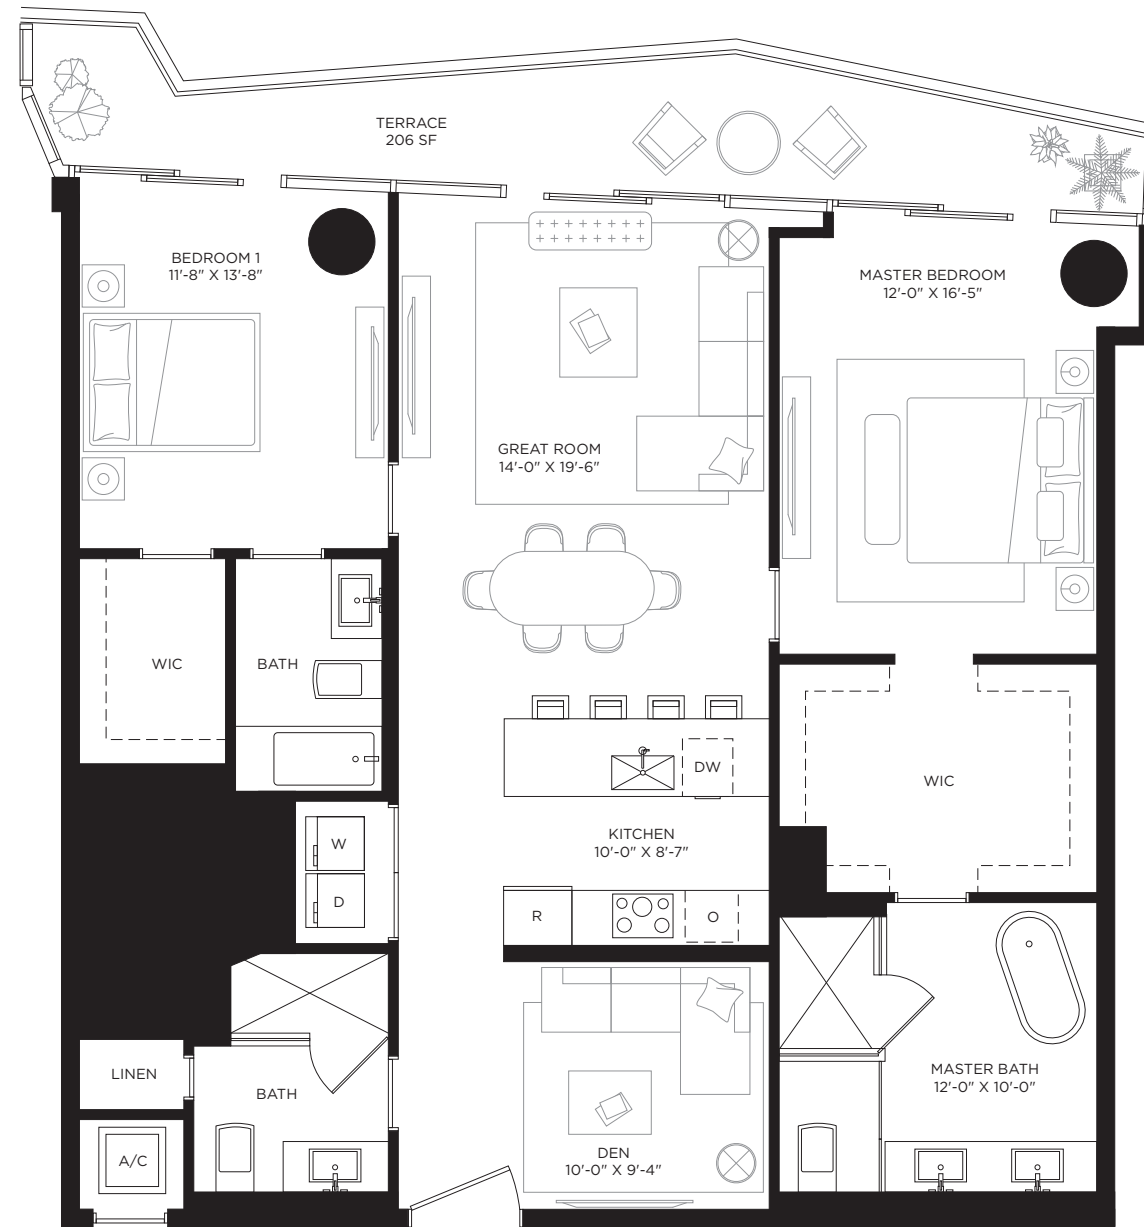 TERRACE
206 SF
BEDROOM 1
11'-8" X 13'-8"
MASTER BEDROOM
12'-0" X 16'-5"
GREAT ROOM
14'-0" X 19'-6"
WIC
BATH
DW
WIC
KITCHEN
10'-0" X 8'-7"
W
D
R
O
LINEN
BATH
MASTER BATH
12'-0" X 10'-0"
A/C
DEN
10'-0" X 9'-4"